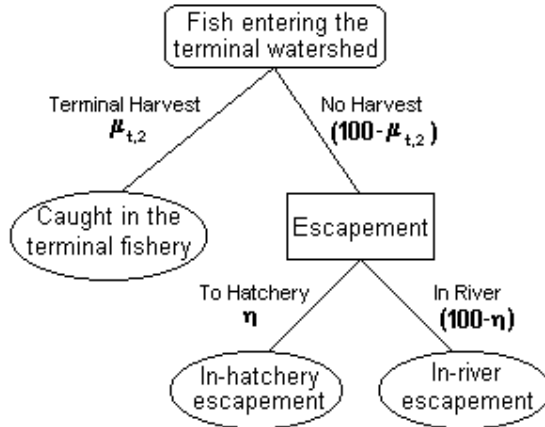 Fish entering the
terminal watershed
Terminal Harvest
μt,2
No Harvest
(100-μt,2)
Caught in the
terminal fishery
Escapement
To Hatchery
η
In River
(100-η)
In-hatchery
escapement
In-river
escapement